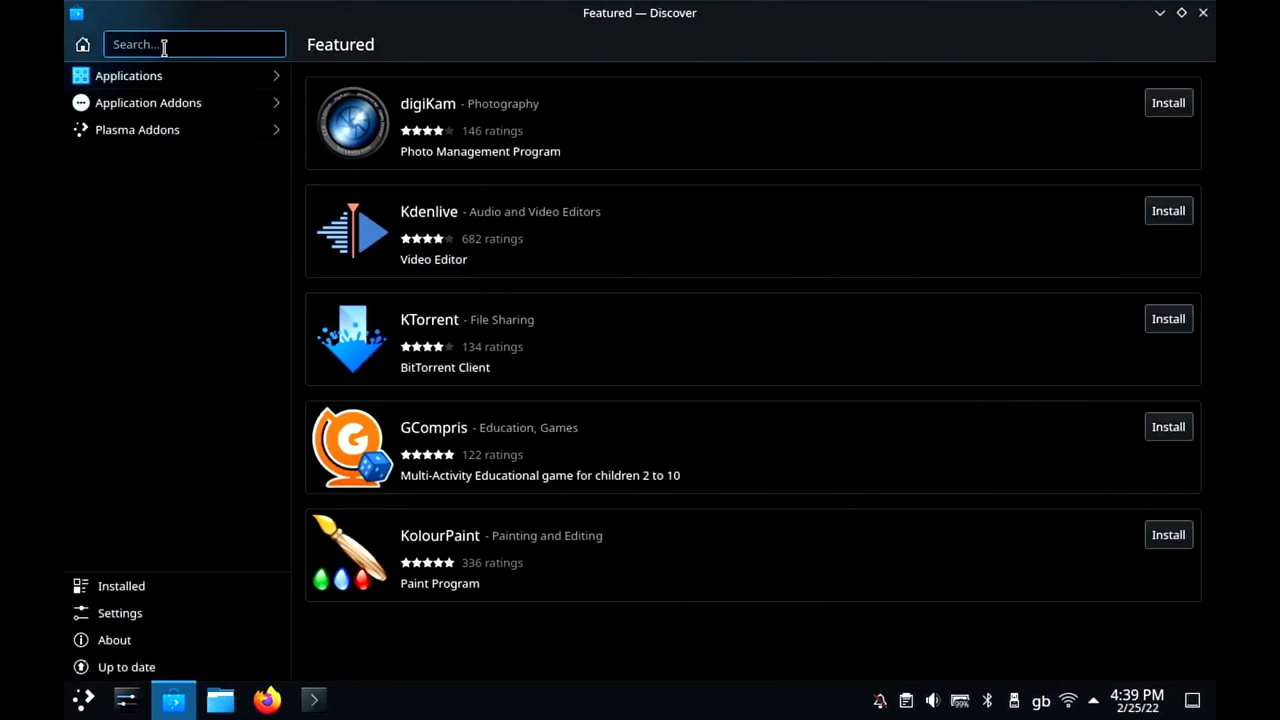 Featured — Discover
Search...
Featured
Applications
Application Addons
Plasma Addons
digiKam - Photography
146 ratings
Photo Management Program
Install
Kdenlive - Audio and Video Editors
682 ratings
Video Editor
Install
KTorrent - File Sharing
134 ratings
BitTorrent Client
Install
GCompris - Education, Games
122 ratings
Multi-Activity Educational game for children 2 to 10
Install
KolourPaint - Painting and Editing
336 ratings
Paint Program
Install
Installed
Settings
About
Up to date
99%
gb
4:39 PM
2/25/22